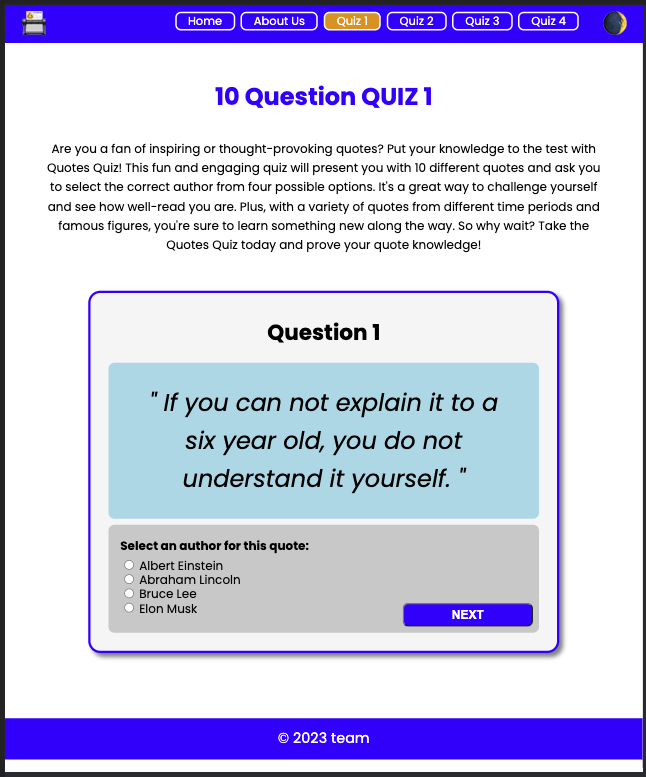 Home About Us Quiz 1 Quiz 2 Quiz 3 Quiz 4
10 Question QUIZ 1
Are you a fan of inspiring or thought-provoking quotes? Put your knowledge to the test with
Quotes Quiz! This fun and engaging quiz will present you with 10 different quotes and ask you
to select the correct author from four possible options. It's a great way to challenge yourself
and see how well-read you are. Plus, with a variety of quotes from different time periods and
famous figures, you're sure to learn something new along the way. So why wait? Take the
Quotes Quiz today and prove your quote knowledge!
Question 1
" If you can not explain it to a
six year old, you do not
understand it yourself. "
Select an author for this quote:
Albert Einstein
Abraham Lincoln
Bruce Lee
Elon Musk
NEXT
© 2023 team